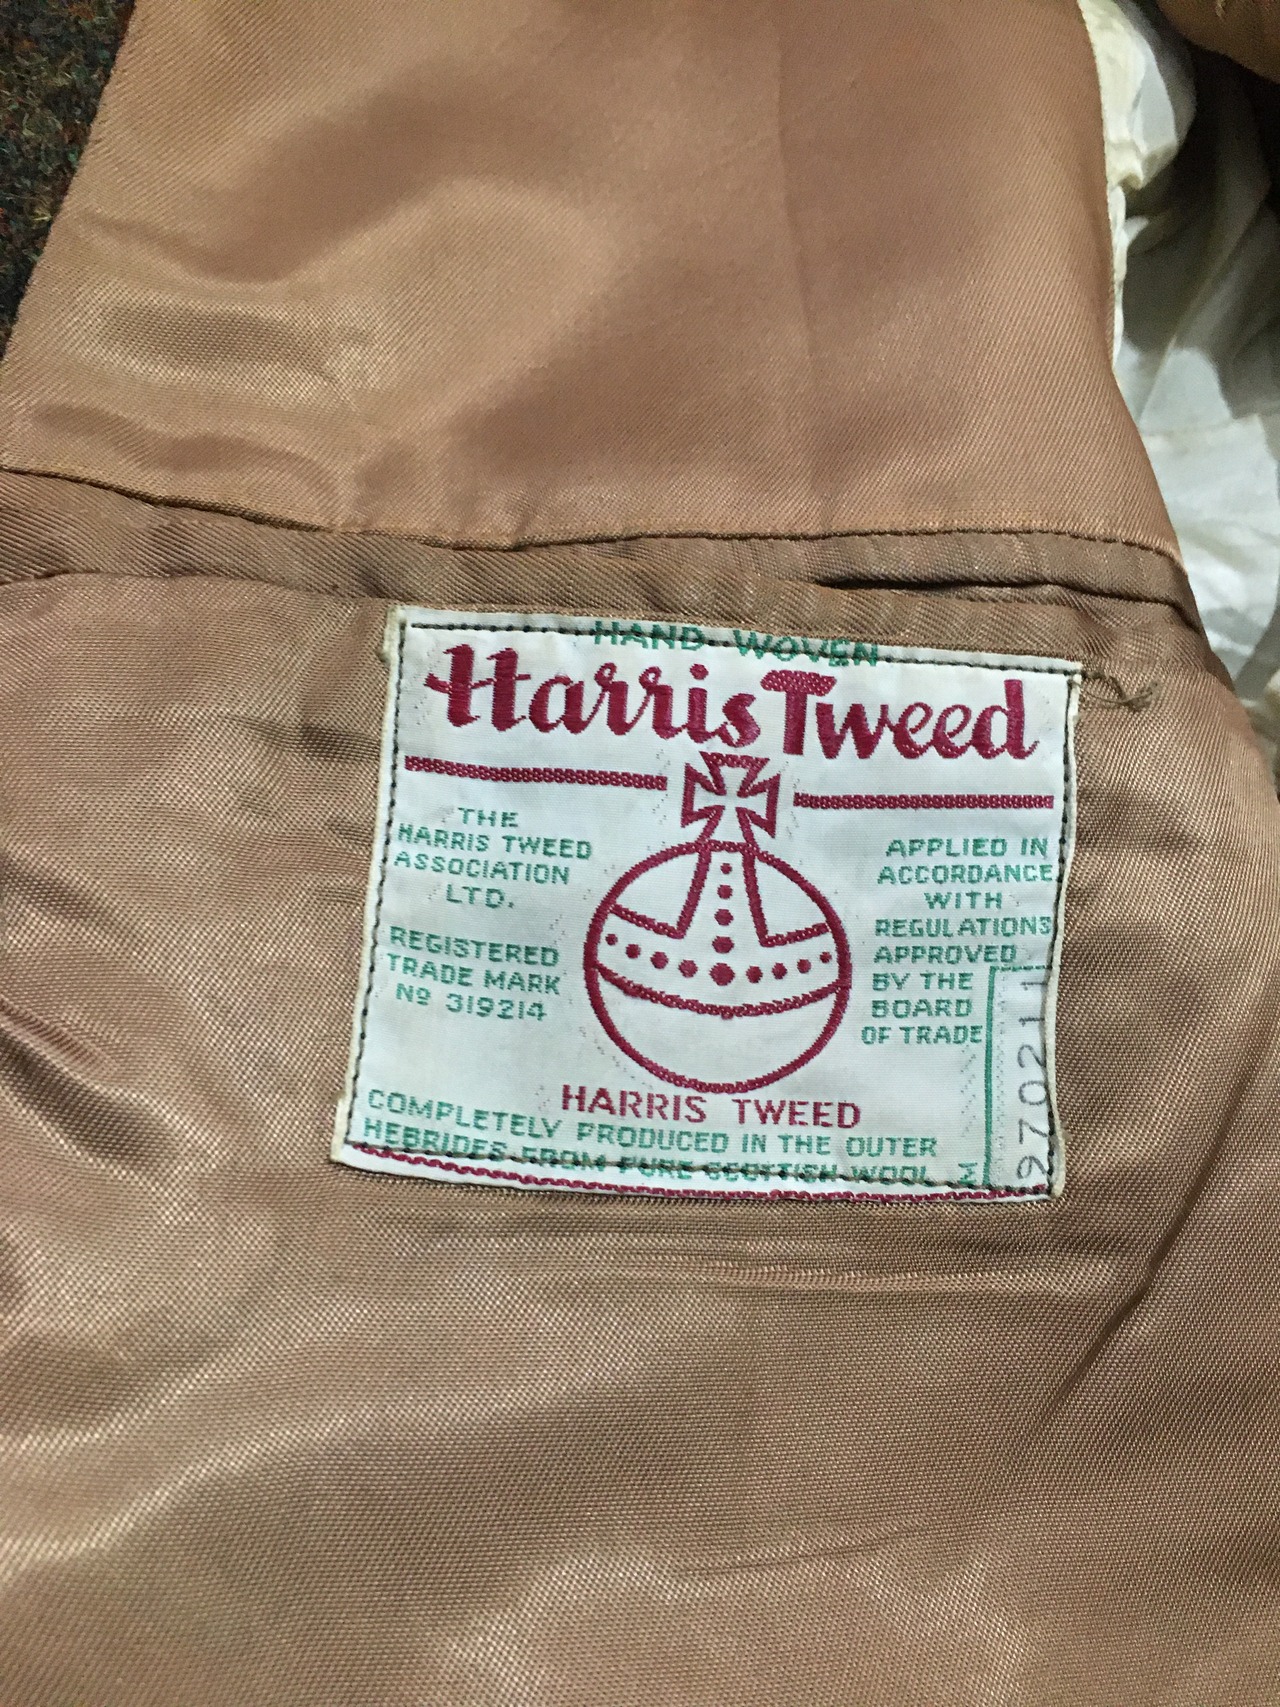 HAND WOVEN
Harris Tweed
THE
HARRIS TWEED
ASSOCIATION
LTD.
REGISTERED
TRADE MARK
Nº 319214
APPLIED IN
ACCORDANCE
WITH
REGULATIONS
APPROVED
BY THE
BOARD
OF TRADE
HARRIS TWEED
COMPLETELY PRODUCED IN THE OUTER
HEBRIDES FROM PURE SCOTTISH WOOL
M
970211